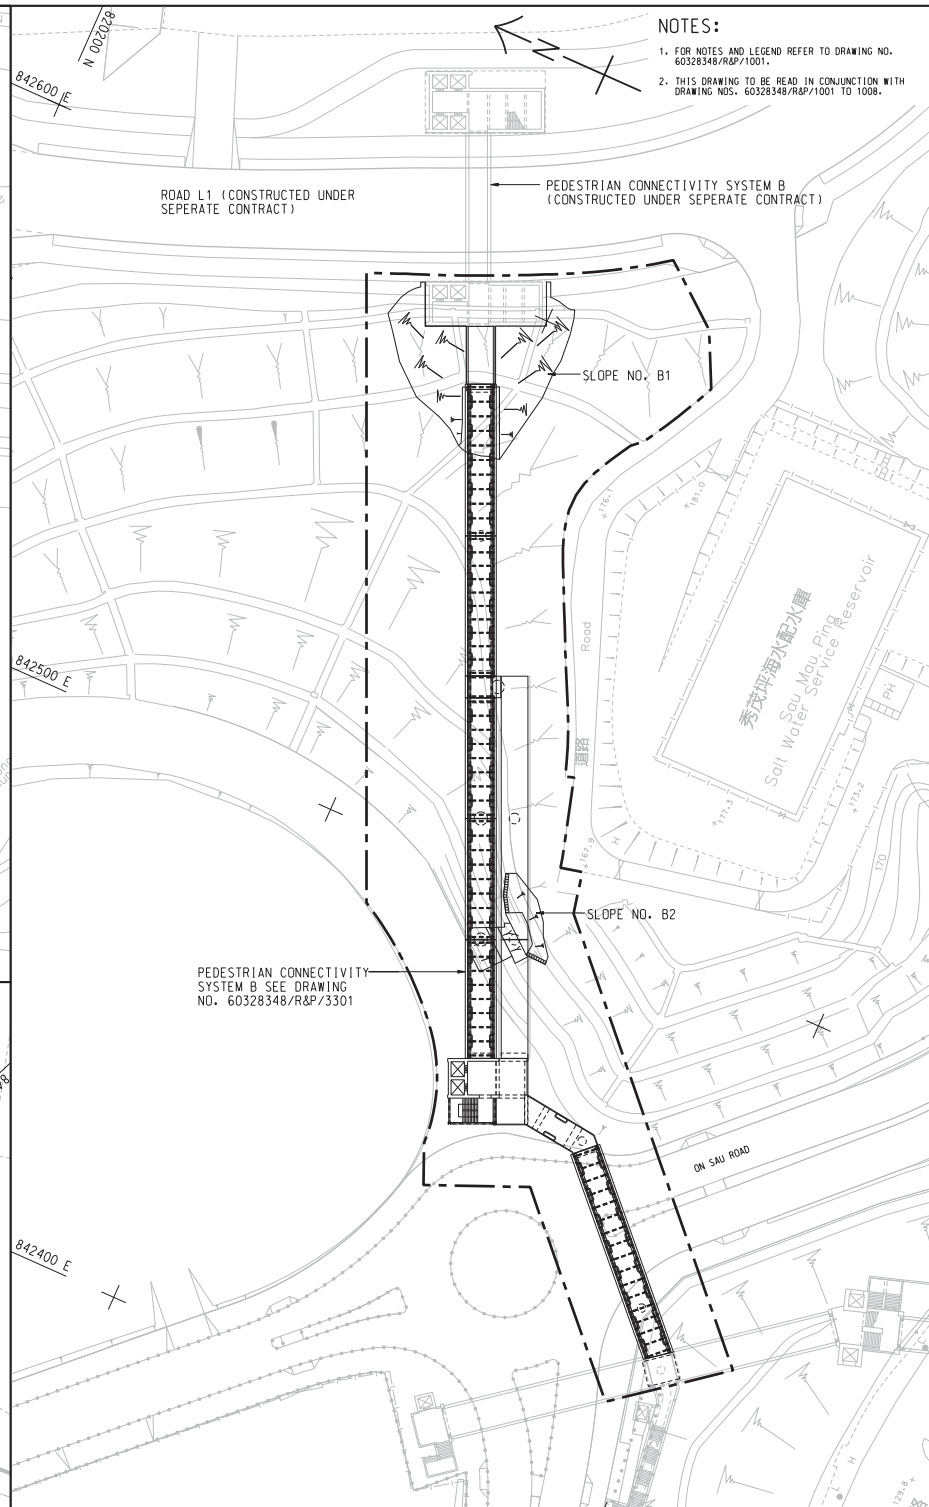 820200 N
NOTES:
1. FOR NOTES AND LEGEND REFER TO DRAWING NO.
60328348/R&P/1001.
2. THIS DRAWING TO BE READ IN CONJUNCTION WITH
DRAWING NOS. 60328348/R&P/1001 TO 1008.
N
842600 E
ROAD L1 (CONSTRUCTED UNDER
SEPERATE CONTRACT)
PEDESTRIAN CONNECTIVITY SYSTEM B
(CONSTRUCTED UNDER SEPERATE CONTRACT)
SLOPE NO. B1
+176.1
+181.0
Road
道路
842500 E
秀茂坪海水配水庫
Sau Mau Ping
Salt Water Service Reservoir
PH
+177.3
+173.2
+167.9
H
170
SLOPE NO. B2
PEDESTRIAN CONNECTIVITY
SYSTEM B SEE DRAWING
NO. 60328348/R&P/3301
ON SAU ROAD
842400 E
H
129.8+